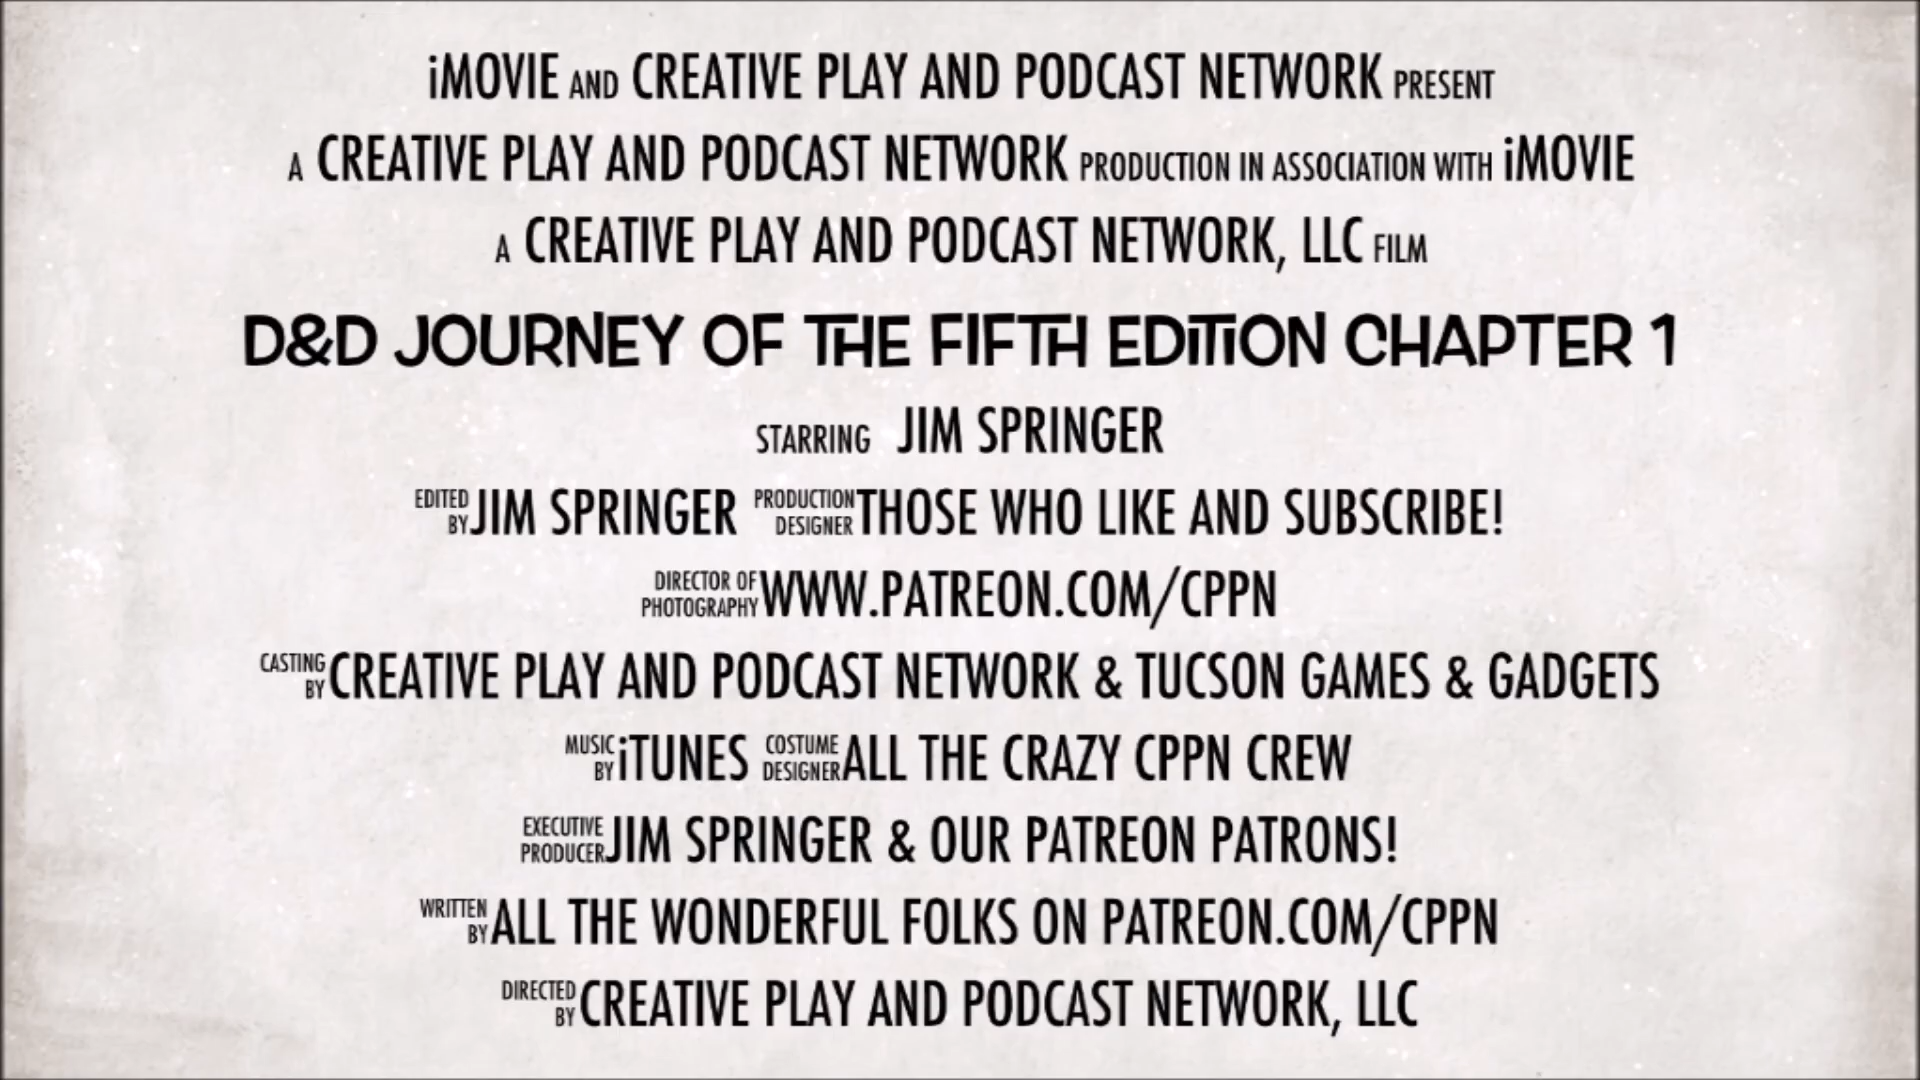 iMOVIE AND CREATIVE PLAY AND PODCAST NETWORK PRESENT
A CREATIVE PLAY AND PODCAST NETWORK PRODUCTION IN ASSOCIATION WITH iMOVIE
A CREATIVE PLAY AND PODCAST NETWORK, LLC FILM
D&D JOURNEY OF THE FIFTH EDITION CHAPTER 1
STARRING JIM SPRINGER
EDITED BY JIM SPRINGER PRODUCTION DESIGNER THOSE WHO LIKE AND SUBSCRIBE!
DIRECTOR OF PHOTOGRAPHY WWW.PATREON.COM/CPPN
CASTING BY CREATIVE PLAY AND PODCAST NETWORK & TUCSON GAMES & GADGETS
MUSIC BY iTUNES COSTUME DESIGNER ALL THE CRAZY CPPN CREW
EXECUTIVE PRODUCER JIM SPRINGER & OUR PATREON PATRONS!
WRITTEN BY ALL THE WONDERFUL FOLKS ON PATREON.COM/CPPN
DIRECTED BY CREATIVE PLAY AND PODCAST NETWORK, LLC